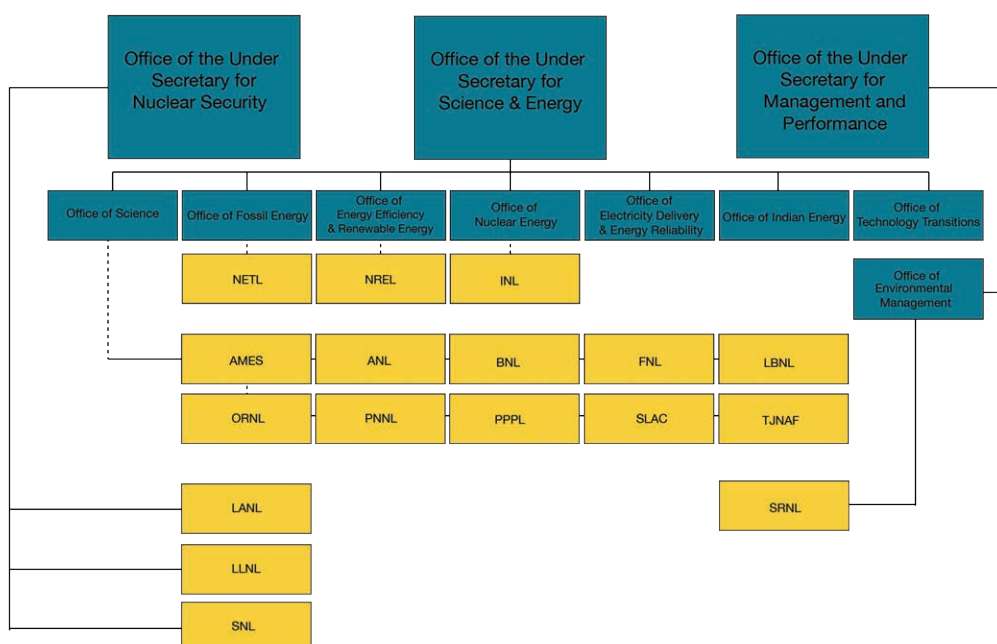 Office of the Under
Secretary for
Nuclear Security
Office of the Under
Secretary for
Science & Energy
Office of the Under
Secretary for
Management and
Performance
Office of Science
Office of Fossil Energy
Office of
Energy Efficiency
& Renewable Energy
Office of
Nuclear Energy
Office of
Electricity Delivery
& Energy Reliability
Office of Indian Energy
Office of
Technology Transitions
NETL
NREL
INL
Office of
Environmental
Management
AMES
ANL
BNL
FNL
LBNL
ORNL
PNNL
PPPL
SLAC
TJNAF
LANL
SRNL
LLNL
SNL